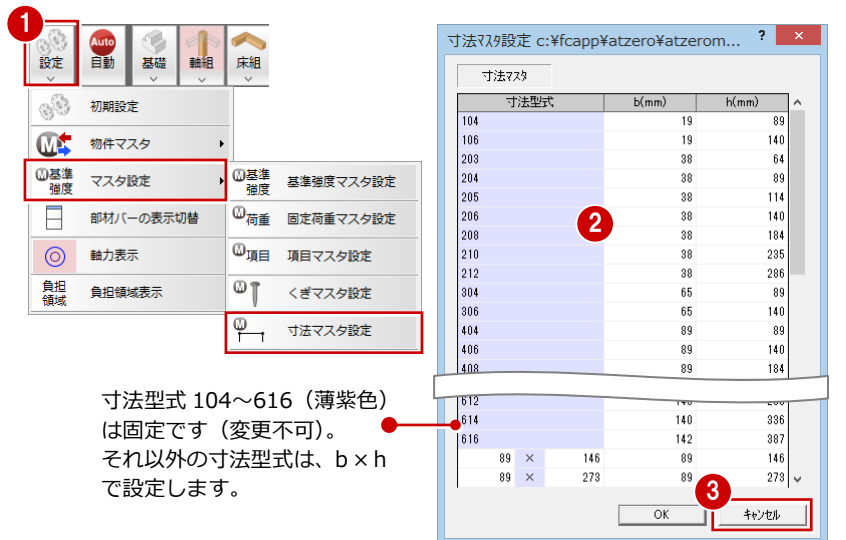 1
設定
Auto
自動
基礎
軸組
床組
初期設定
M 物件マスタ
M基準強度 マスタ設定
部材バーの表示切替
軸力表示
負担領域 負担領域表示
M基準強度 基準強度マスタ設定
M荷重 固定荷重マスタ設定
M項目 項目マスタ設定
M くぎマスタ設定
M 寸法マスタ設定
寸法型式 104～616（薄紫色）
は固定です（変更不可）。
それ以外の寸法型式は、b×h
で設定します。
寸法ﾏｽﾀ設定 c:¥fcapp¥atzero¥atzerom... ? ×
寸法ﾏｽﾀ
寸法型式 b(mm) h(mm)
104 19 89
106 19 140
203 38 64
204 38 89
205 38 114
206 38 140
2
208 38 184
210 38 235
212 38 286
304 65 89
306 65 140
404 89 89
406 89 140
408 89 184
612 140
614 140 336
616 142 387
89 × 146 89 146
89 × 273 89 273
3
OK ｷｬﾝｾﾙ